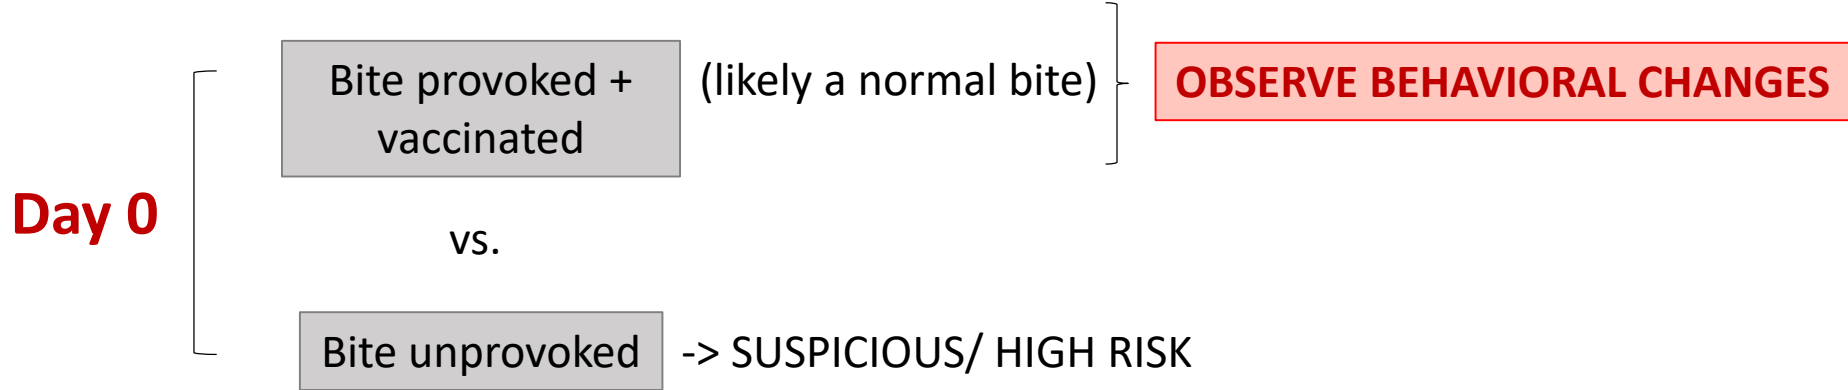 Bite provoked +
vaccinated
(likely a normal bite)
OBSERVE BEHAVIORAL CHANGES
Day 0
vs.
Bite unprovoked
-> SUSPICIOUS/ HIGH RISK